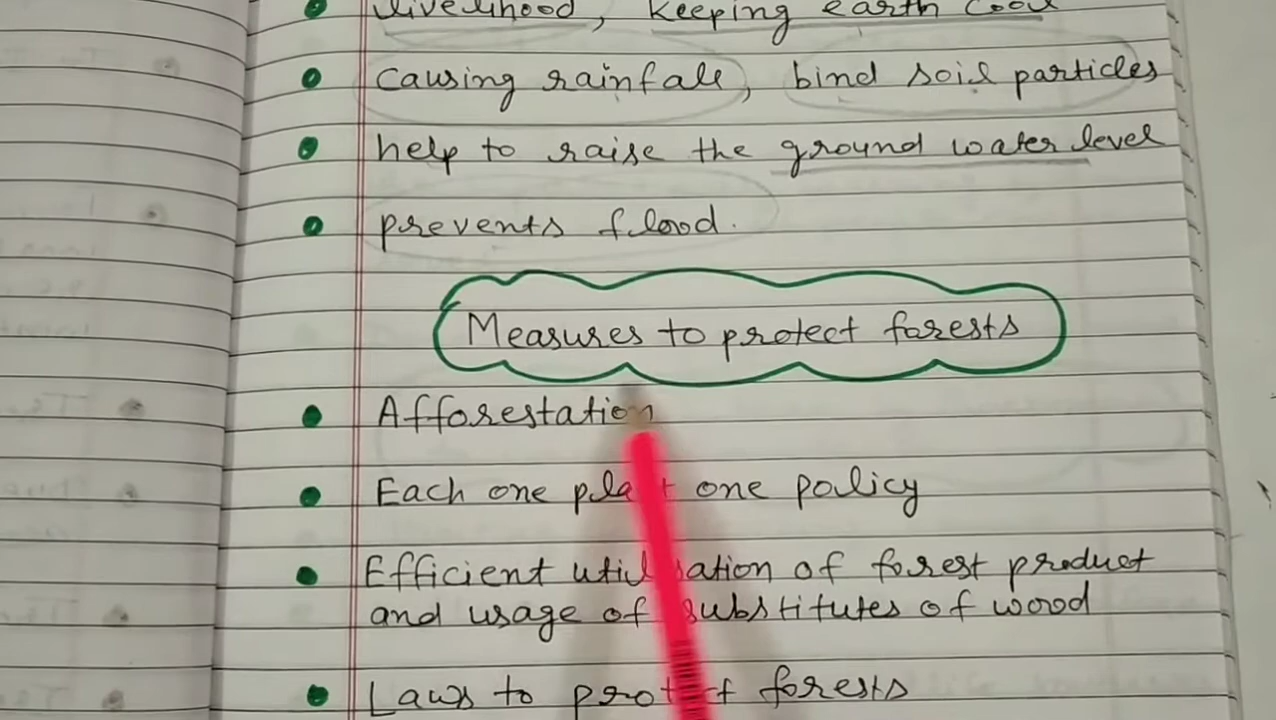 livelihood, keeping earth cool
causing rainfall, bind soil particles
help to raise the ground water level
prevents flood.
Measures to protect forests
Afforestation
Each one plant one policy
Efficient utilisation of forest product
and usage of substitutes of wood
Laws to protect forests